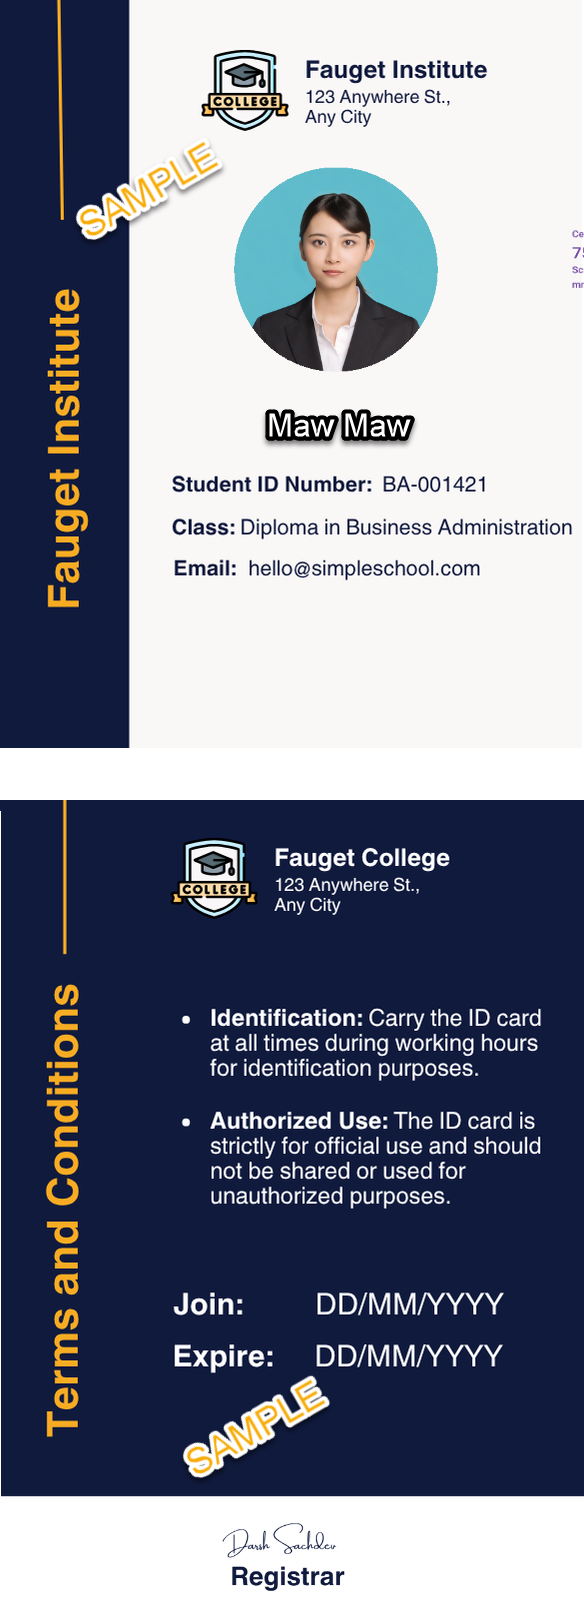 COLLEGE
Fauget Institute
123 Anywhere St.,
Any City
SAMPLE
Fauget Institute
Maw Maw
Student ID Number: BA-001421
Class: Diploma in Business Administration
Email: hello@simpleschool.com
COLLEGE
Fauget College
123 Anywhere St.,
Any City
Terms and Conditions
• Identification: Carry the ID card
at all times during working hours
for identification purposes.
• Authorized Use: The ID card is
strictly for official use and should
not be shared or used for
unauthorized purposes.
Join: DD/MM/YYYY
Expire: DD/MM/YYYY
SAMPLE
Darsh Sachdev
Registrar